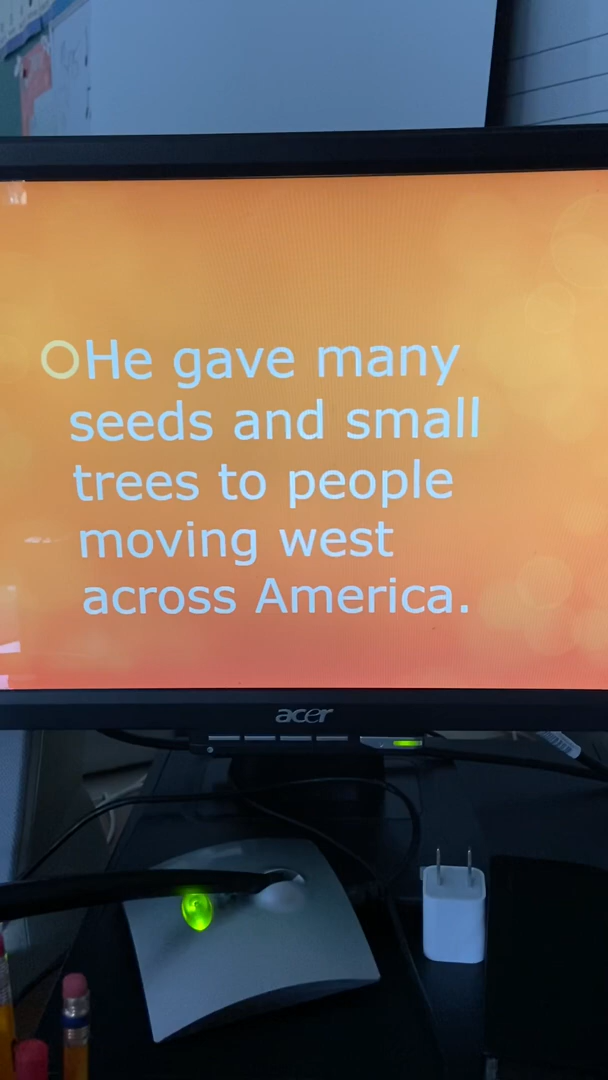 He gave many
seeds and small
trees to people
moving west
across America.
acer